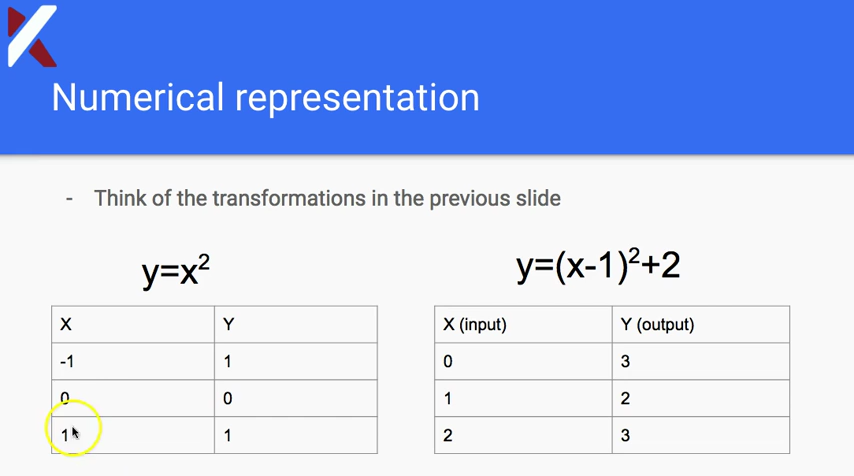 Numerical representation
- Think of the transformations in the previous slide
y=x²
X Y
-1 1
0 0
1 1
y=(x-1)²+2
X (input) Y (output)
0 3
1 2
2 3